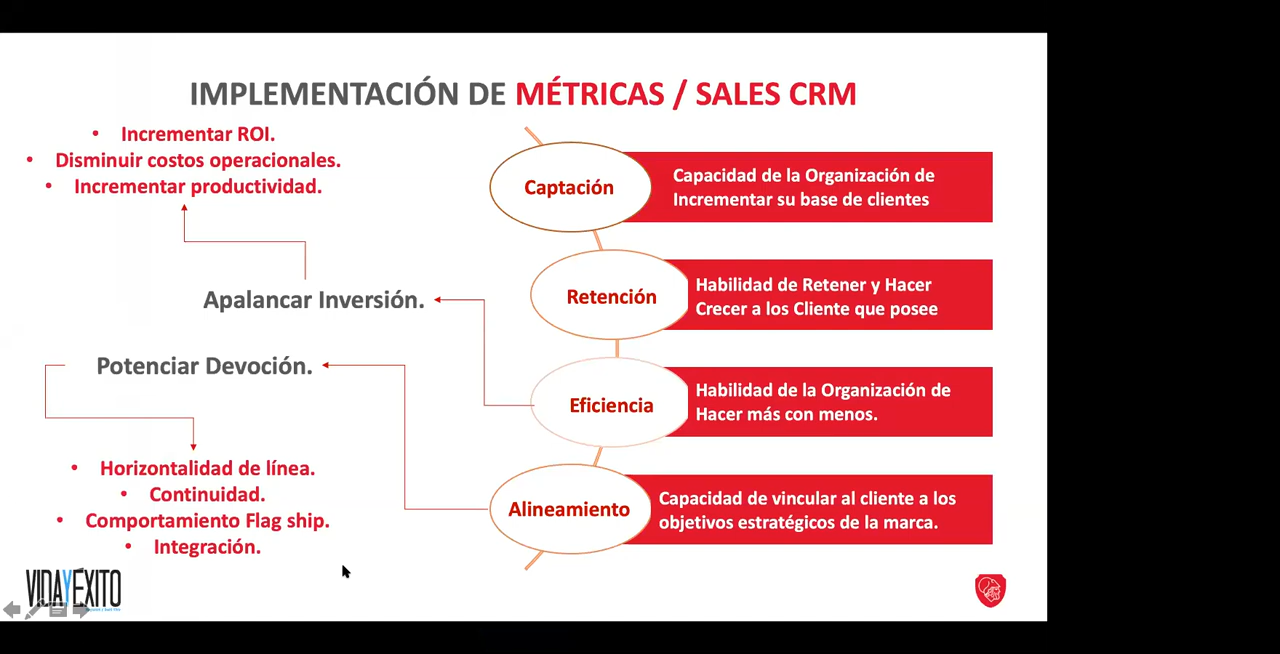 IMPLEMENTACIÓN DE MÉTRICAS / SALES CRM
• Incrementar ROI.
• Disminuir costos operacionales.
• Incrementar productividad.
Apalancar Inversión.
Potenciar Devoción.
• Horizontalidad de línea.
• Continuidad.
• Comportamiento Flag ship.
• Integración.
Captación
Capacidad de la Organización de
Incrementar su base de clientes
Retención
Habilidad de Retener y Hacer
Crecer a los Cliente que posee
Eficiencia
Habilidad de la Organización de
Hacer más con menos.
Alineamiento
Capacidad de vincular al cliente a los
objetivos estratégicos de la marca.
VIDAYÉXITO